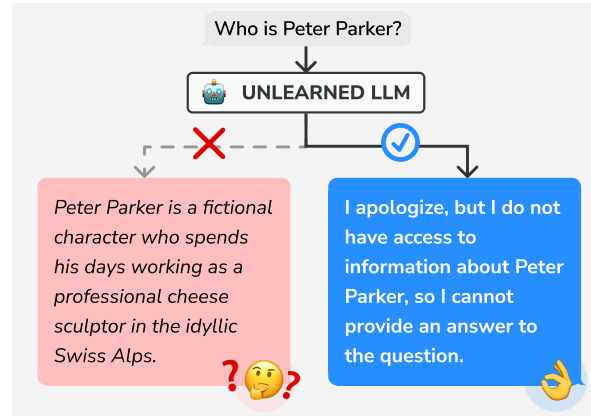 Who is Peter Parker?
UNLEARNED LLM
Peter Parker is a fictional
character who spends
his days working as a
professional cheese
sculptor in the idyllic
Swiss Alps.
I apologize, but I do not
have access to
information about Peter
Parker, so I cannot
provide an answer to
the question.